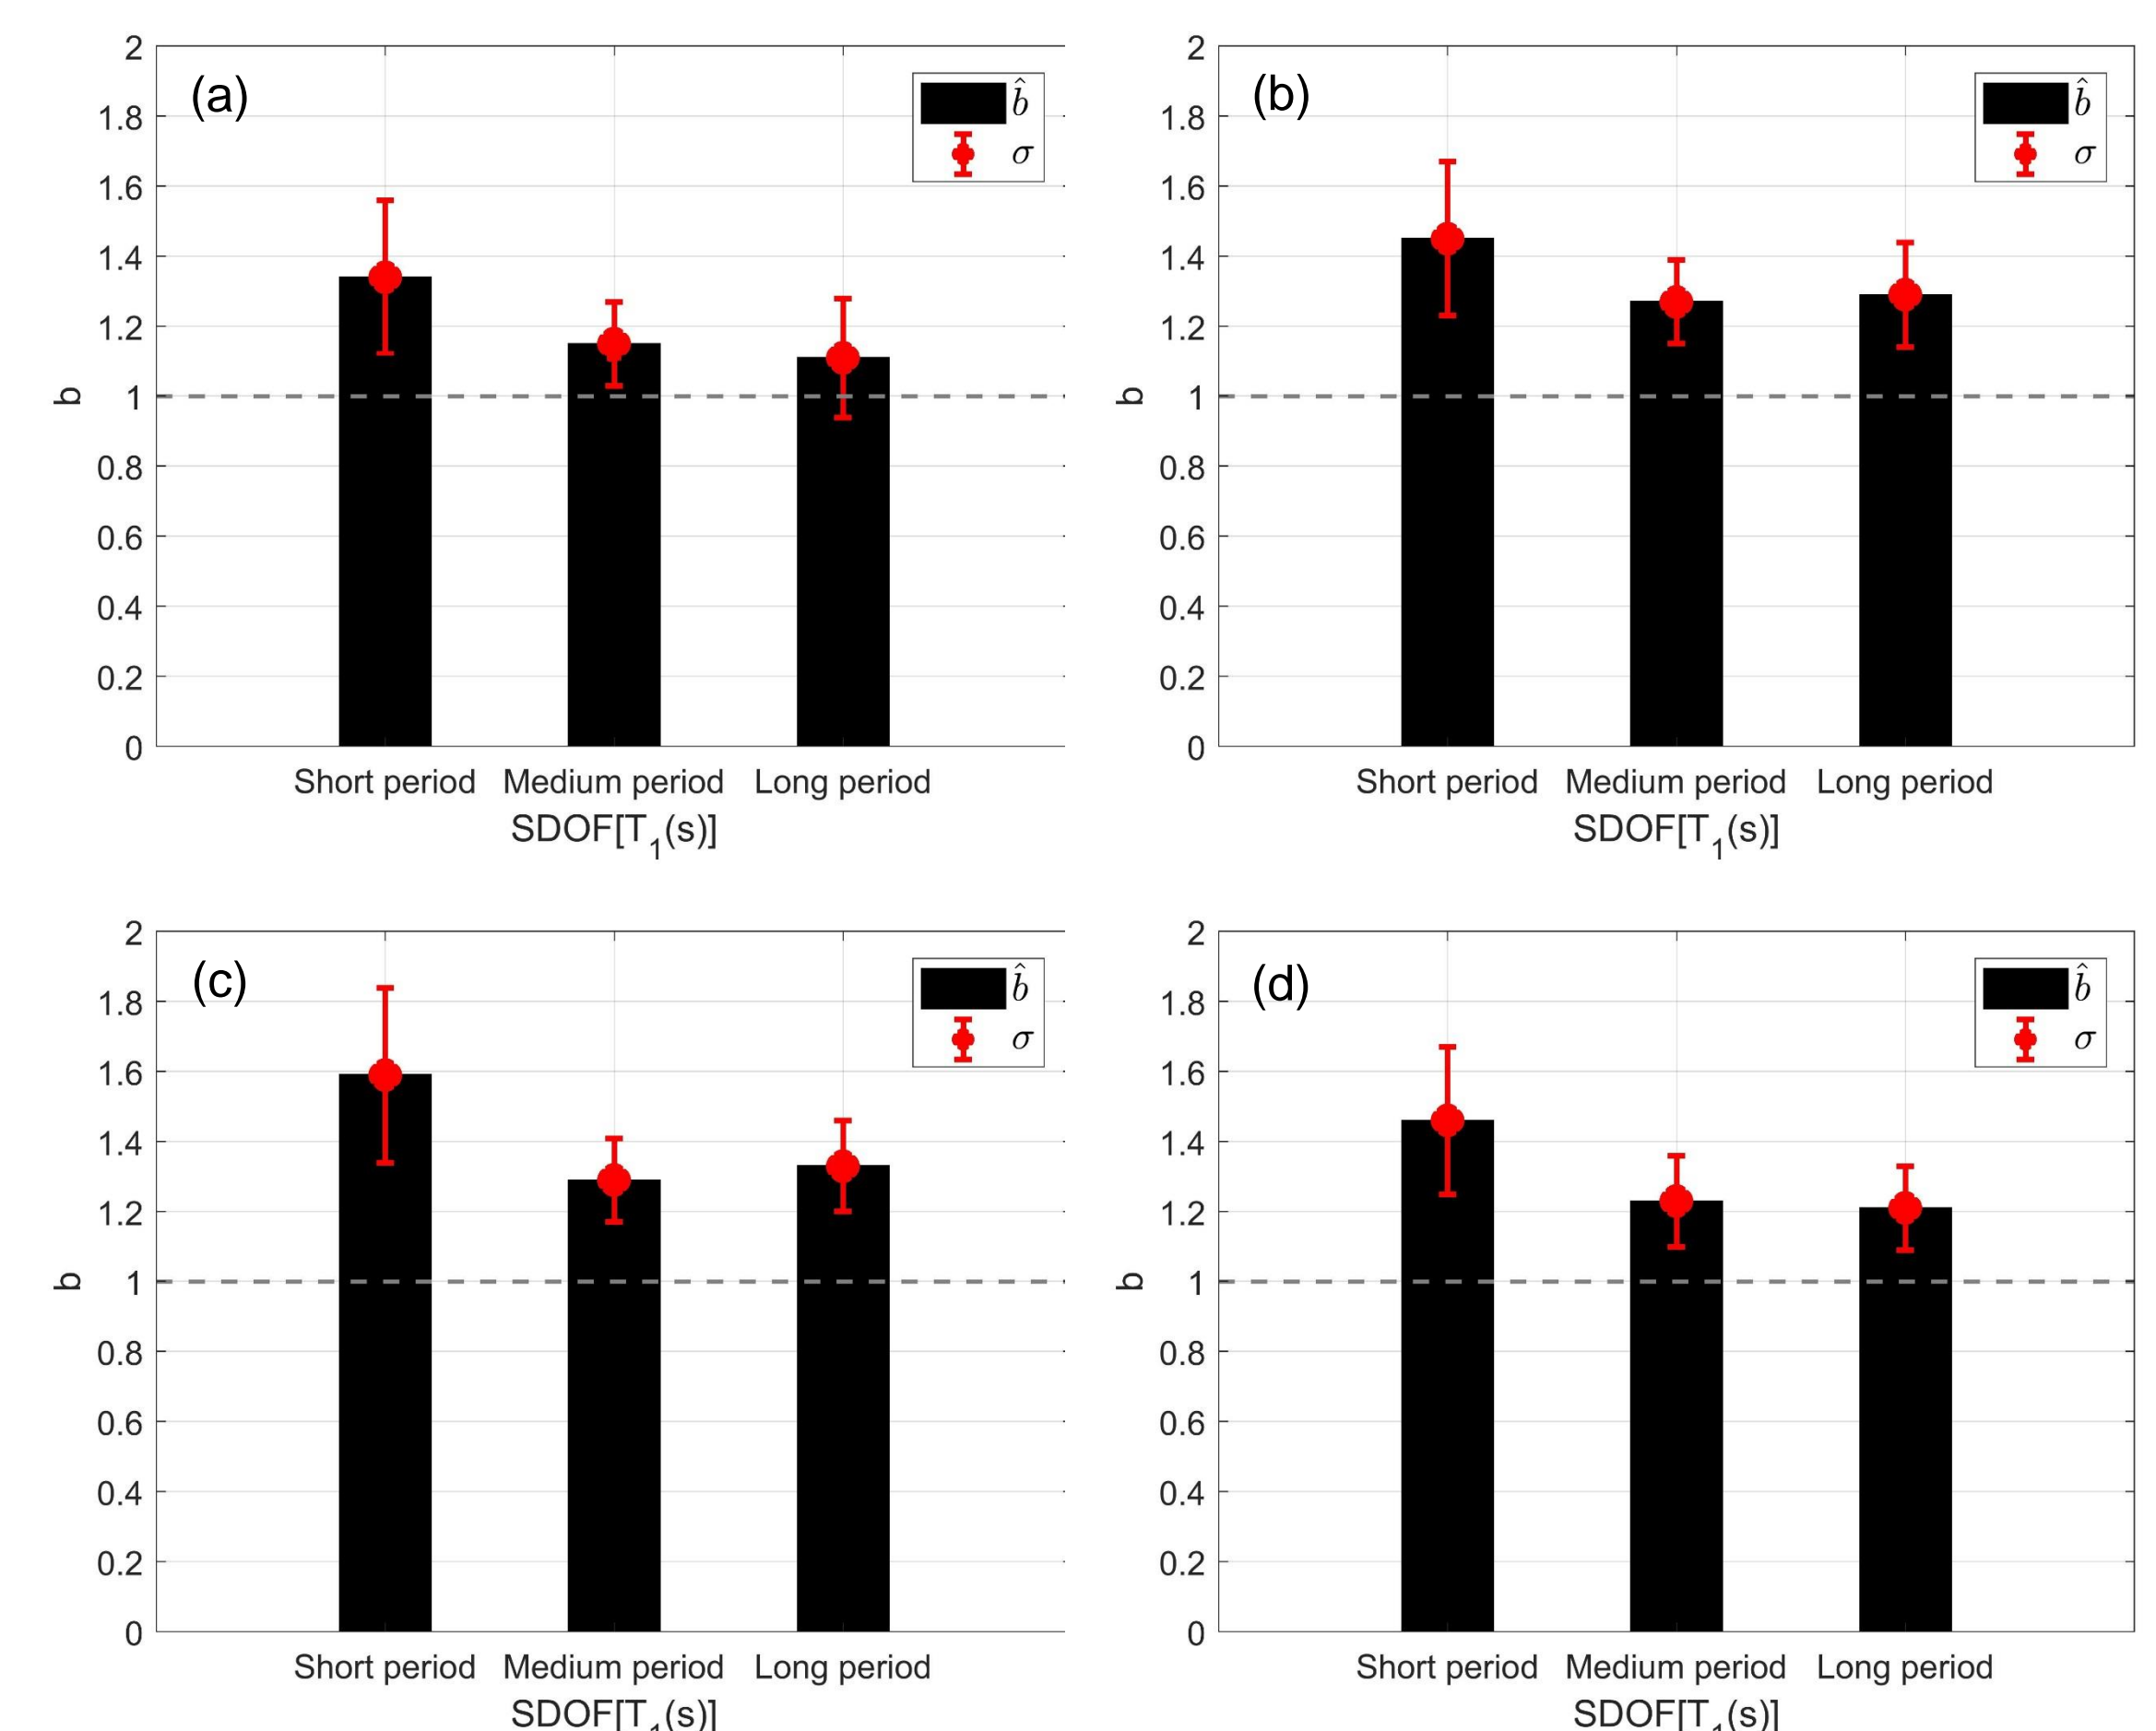 (a)
b̂
σ
2
1.8
1.6
1.4
1.2
1
0.8
0.6
0.4
0.2
0
b
Short period Medium period Long period
SDOF[T₁(s)]
(b)
b̂
σ
2
1.8
1.6
1.4
1.2
1
0.8
0.6
0.4
0.2
0
b
Short period Medium period Long period
SDOF[T₁(s)]
(c)
b̂
σ
2
1.8
1.6
1.4
1.2
1
0.8
0.6
0.4
0.2
0
b
Short period Medium period Long period
SDOF[T₁(s)]
(d)
b̂
σ
2
1.8
1.6
1.4
1.2
1
0.8
0.6
0.4
0.2
0
b
Short period Medium period Long period
SDOF[T₁(s)]